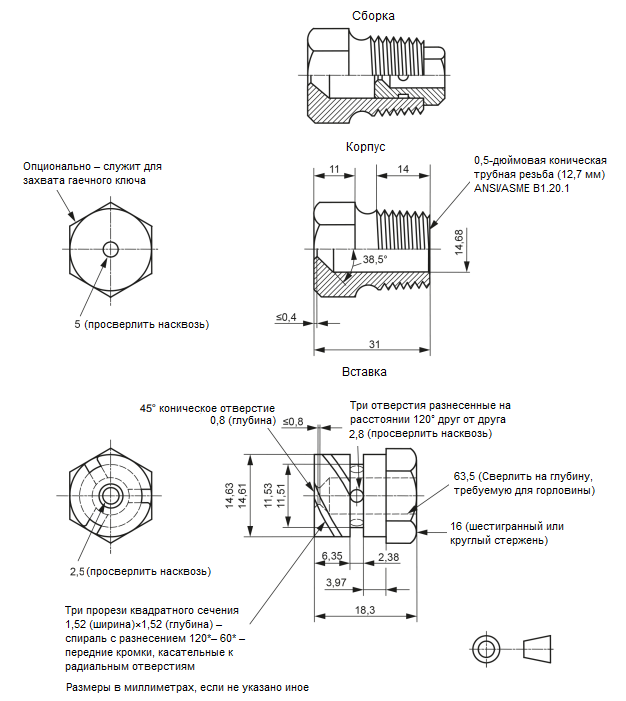 Сборка
Корпус
Опционально – служит для
захвата гаечного ключа
11
14
0,5-дюймовая коническая
трубная резьба (12,7 мм)
ANSI/ASME B1.20.1
38,5°
14,68
5 (просверлить насквозь)
≤0,4
31
Вставка
45° коническое отверстие
0,8 (глубина)
≤0,8
Три отверстия разнесенные на
расстоянии 120° друг от друга
2,8 (просверлить насквозь)
14,63
14,61
11,53
11,51
63,5 (Сверлить на глубину,
требуемую для горловины)
16 (шестигранный или
круглый стержень)
2,5 (просверлить насквозь)
6,35
2,38
3,97
18,3
Три прорези квадратного сечения
1,52 (ширина)×1,52 (глубина) –
спираль с разнесением 120*– 60* –
передние кромки, касательные к
радиальным отверстиям
Размеры в миллиметрах, если не указано иное